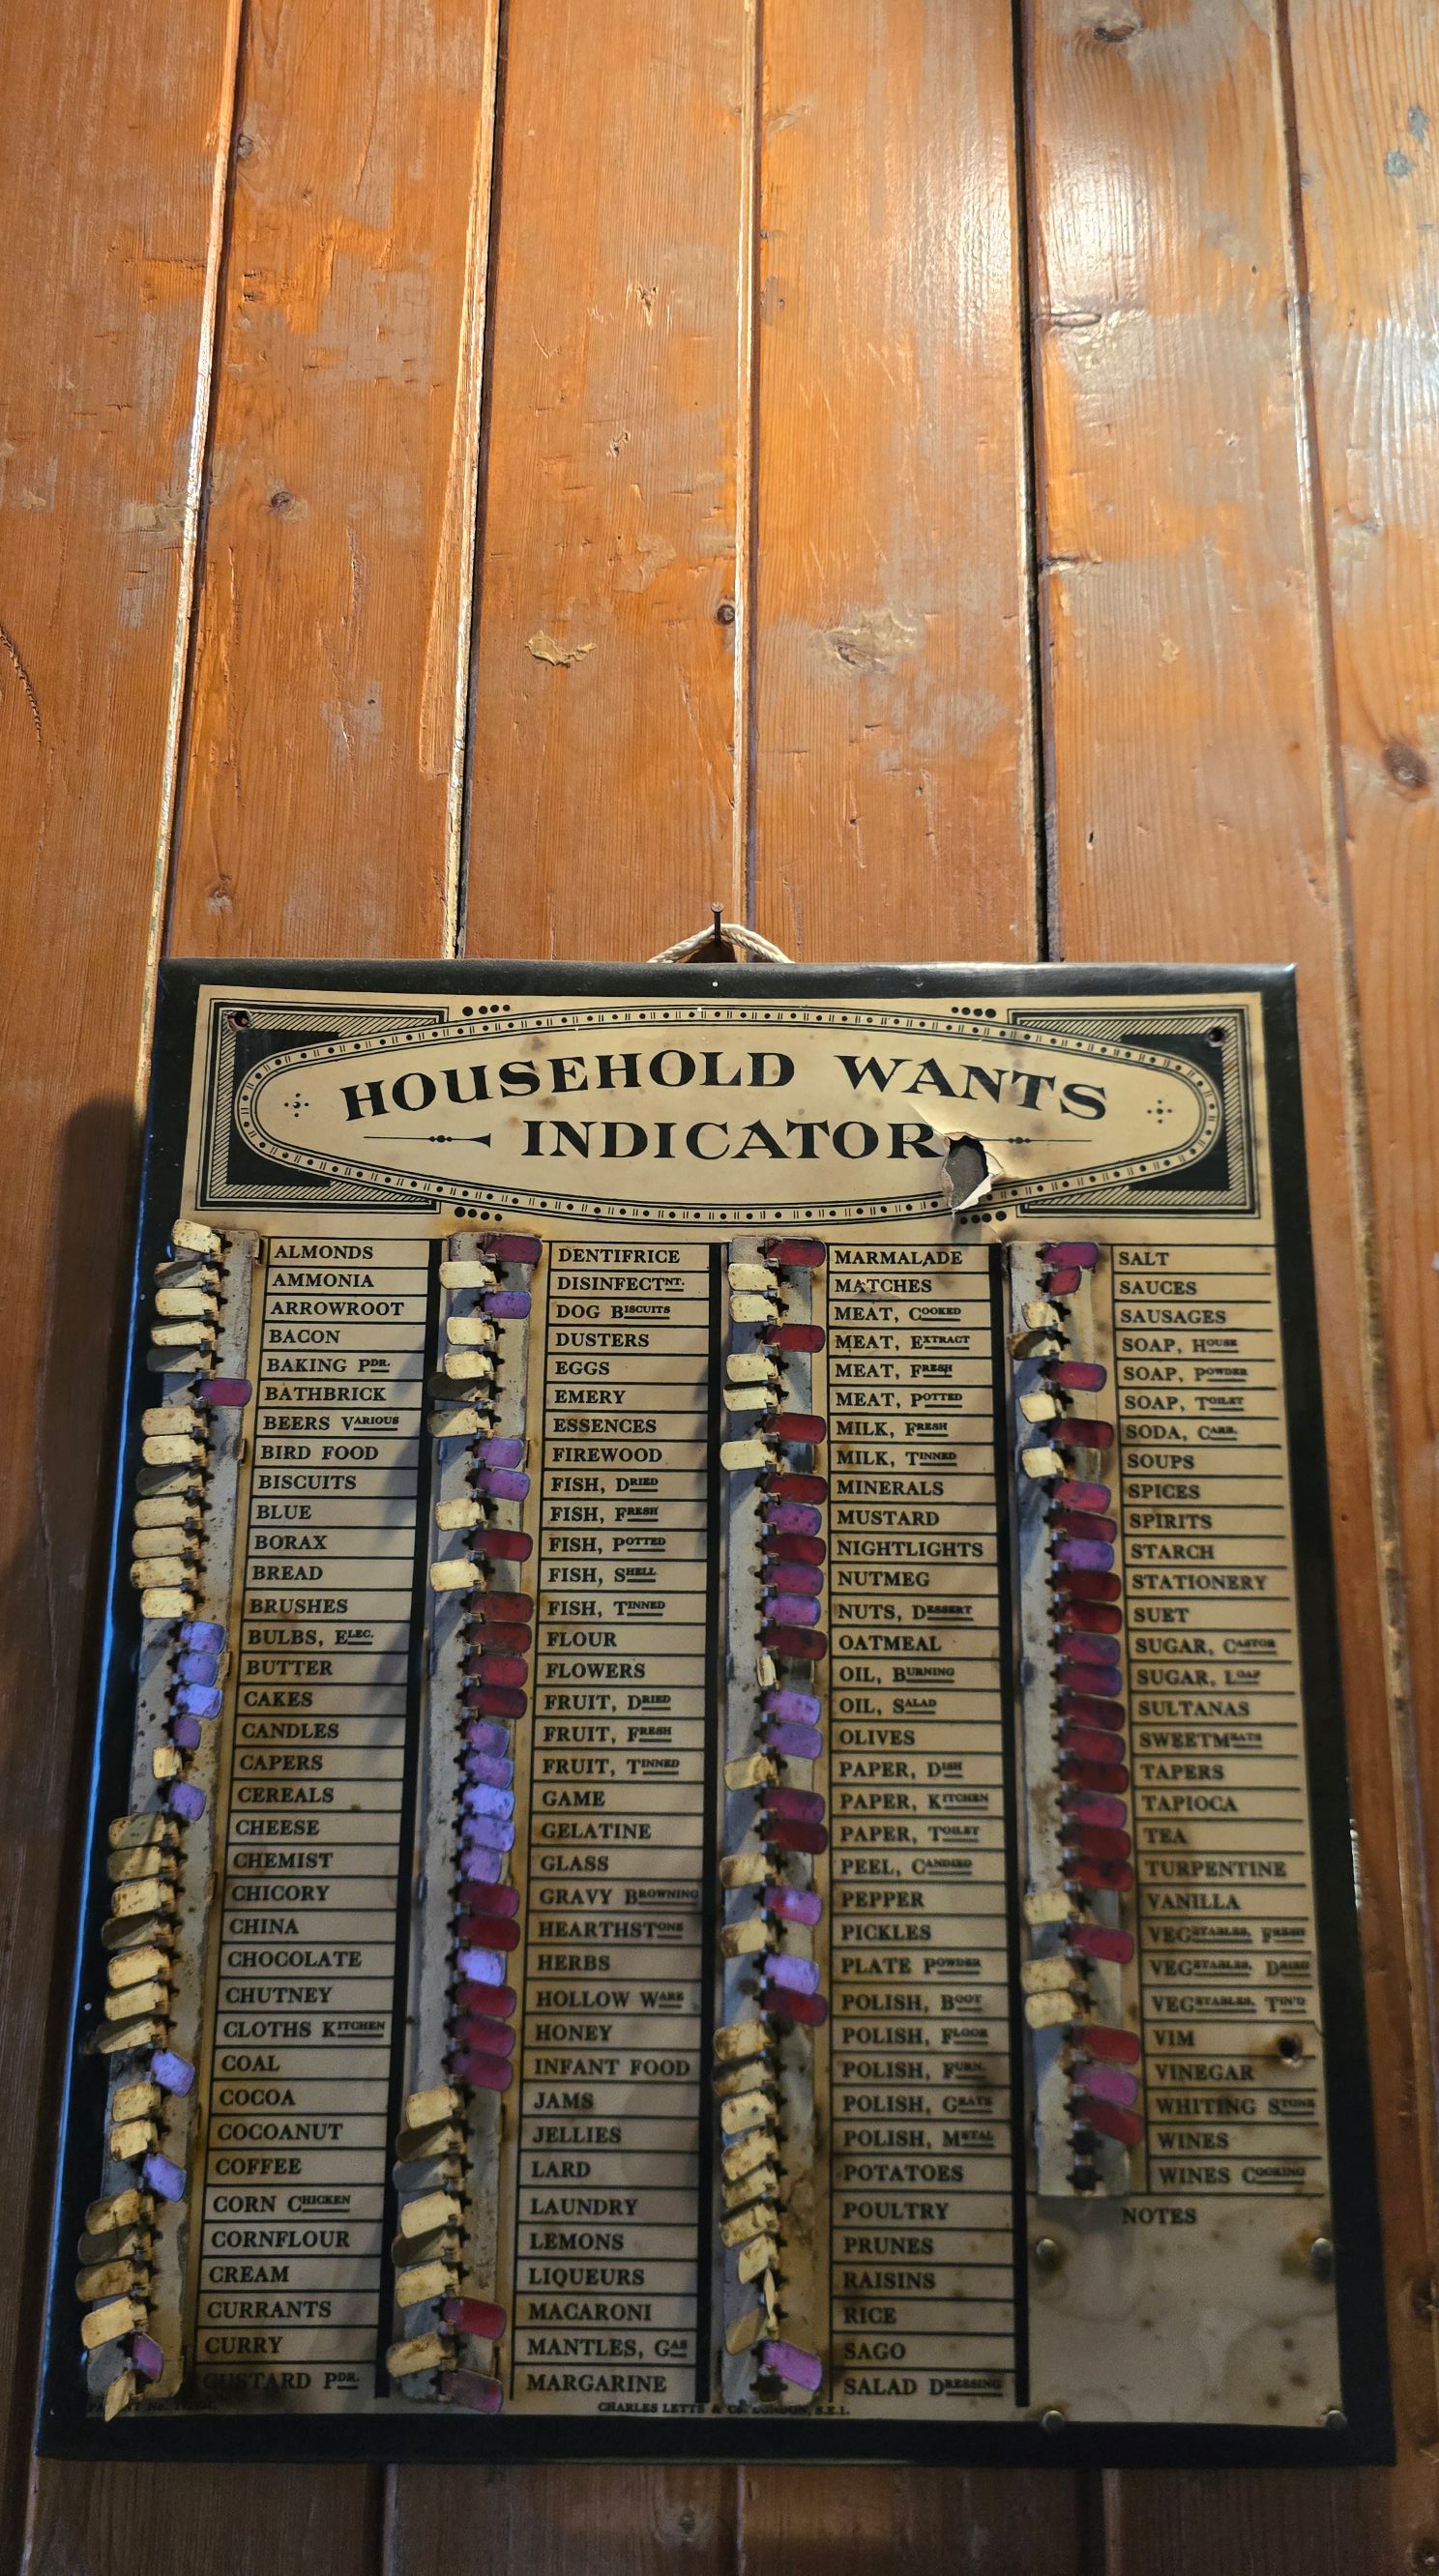 HOUSEHOLD WANTS
INDICATOR
ALMONDS
AMMONIA
ARROWROOT
BACON
BAKING PDR.
BATHBRICK
BEERS VARIOUS
BIRD FOOD
BISCUITS
BLUE
BORAX
BREAD
BRUSHES
BULBS, ELEC.
BUTTER
CAKES
CANDLES
CAPERS
CEREALS
CHEESE
CHEMIST
CHICORY
CHINA
CHOCOLATE
CHUTNEY
CLOTHS KITCHEN
COAL
COCOA
COCOANUT
COFFEE
CORN CHICKEN
CORNFLOUR
CREAM
CURRANTS
CURRY
CUSTARD PDR.
DENTIFRICE
DISINFECTNT.
DOG BISCUITS
DUSTERS
EGGS
EMERY
ESSENCES
FIREWOOD
FISH, DRIED
FISH, FRESH
FISH, POTTED
FISH, SHELL
FISH, TINNED
FLOUR
FLOWERS
FRUIT, DRIED
FRUIT, FRESH
FRUIT, TINNED
GAME
GELATINE
GLASS
GRAVY BROWNING
HEARTHSTONE
HERBS
HOLLOW WARE
HONEY
INFANT FOOD
JAMS
JELLIES
LARD
LAUNDRY
LEMONS
LIQUEURS
MACARONI
MANTLES, GAS
MARGARINE
MARMALADE
MATCHES
MEAT, COOKED
MEAT, EXTRACT
MEAT, FRESH
MEAT, POTTED
MILK, FRESH
MILK, TINNED
MINERALS
MUSTARD
NIGHTLIGHTS
NUTMEG
NUTS, DESSERT
OATMEAL
OIL, BURNING
OIL, SALAD
OLIVES
PAPER, DISH
PAPER, KITCHEN
PAPER, TOILET
PEEL, CANDIED
PEPPER
PICKLES
PLATE POWDER
POLISH, BOOT
POLISH, FLOOR
POLISH, FURN.
POLISH, GRATE
POLISH, METAL
POTATOES
POULTRY
PRUNES
RAISINS
RICE
SAGO
SALAD DRESSING
SALT
SAUCES
SAUSAGES
SOAP, HOUSE
SOAP, POWDER
SOAP, TOILET
SODA, CARB.
SOUPS
SPICES
SPIRITS
STARCH
STATIONERY
SUET
SUGAR, CASTOR
SUGAR, LOAF
SULTANAS
SWEETMEATS
TAPERS
TAPIOCA
TEA
TURPENTINE
VANILLA
VEGETABLES, FRESH
VEGETABLES, DRIED
VEGETABLES, TIN'D
VIM
VINEGAR
WHITING STONE
WINES
WINES COOKING
NOTES
CHARLES LETTS & CO. LONDON, S.E.1.